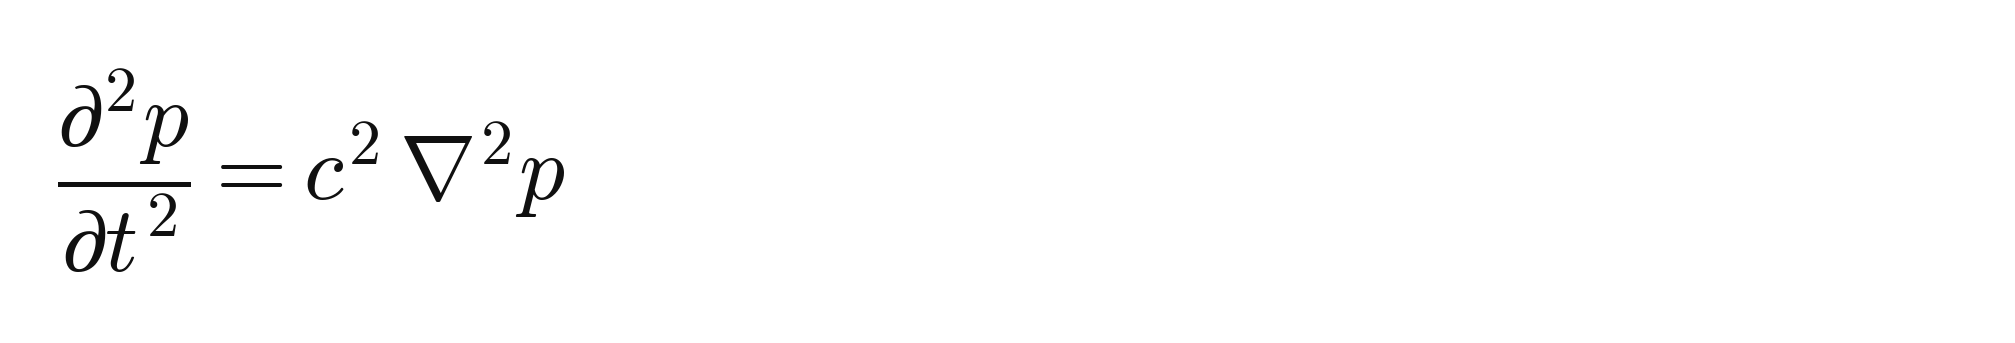 ∂²p/∂t² = c² ∇²p